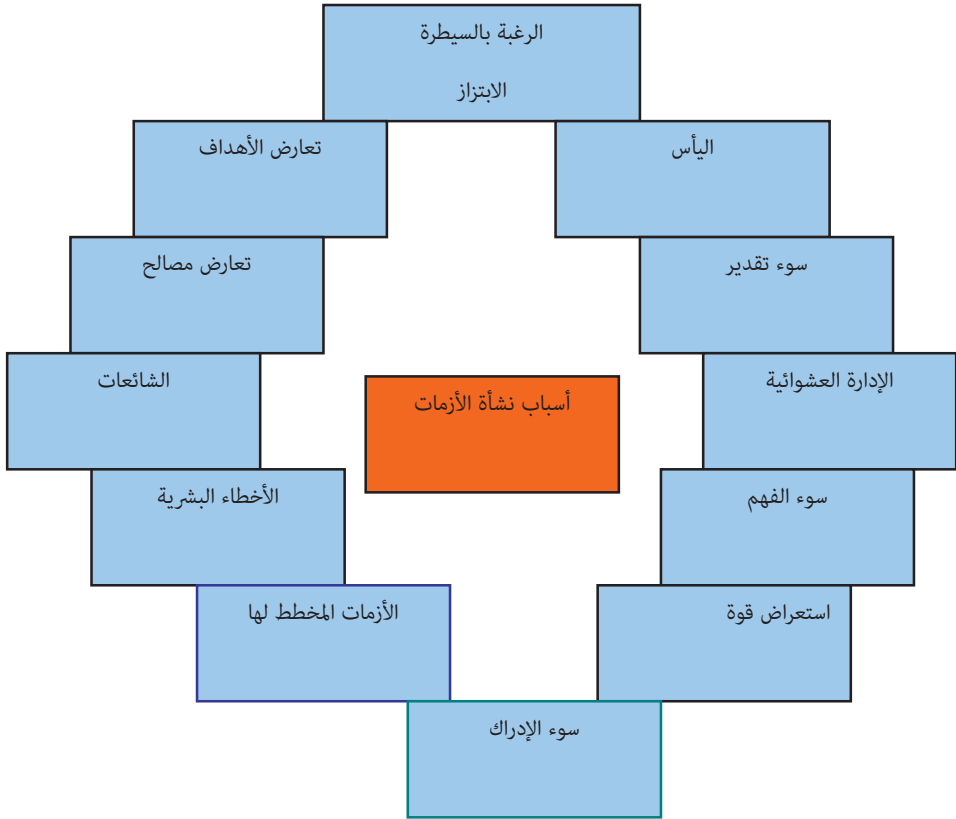 الرغبة بالسيطرة
الابتزاز
اليأس
تعارض الأهداف
سوء تقدير
تعارض مصالح
الإدارة العشوائية
أسباب نشأة الأزمات
الشائعات
سوء الفهم
الأخطاء البشرية
استعراض قوة
الأزمات المخطط لها
سوء الإدراك